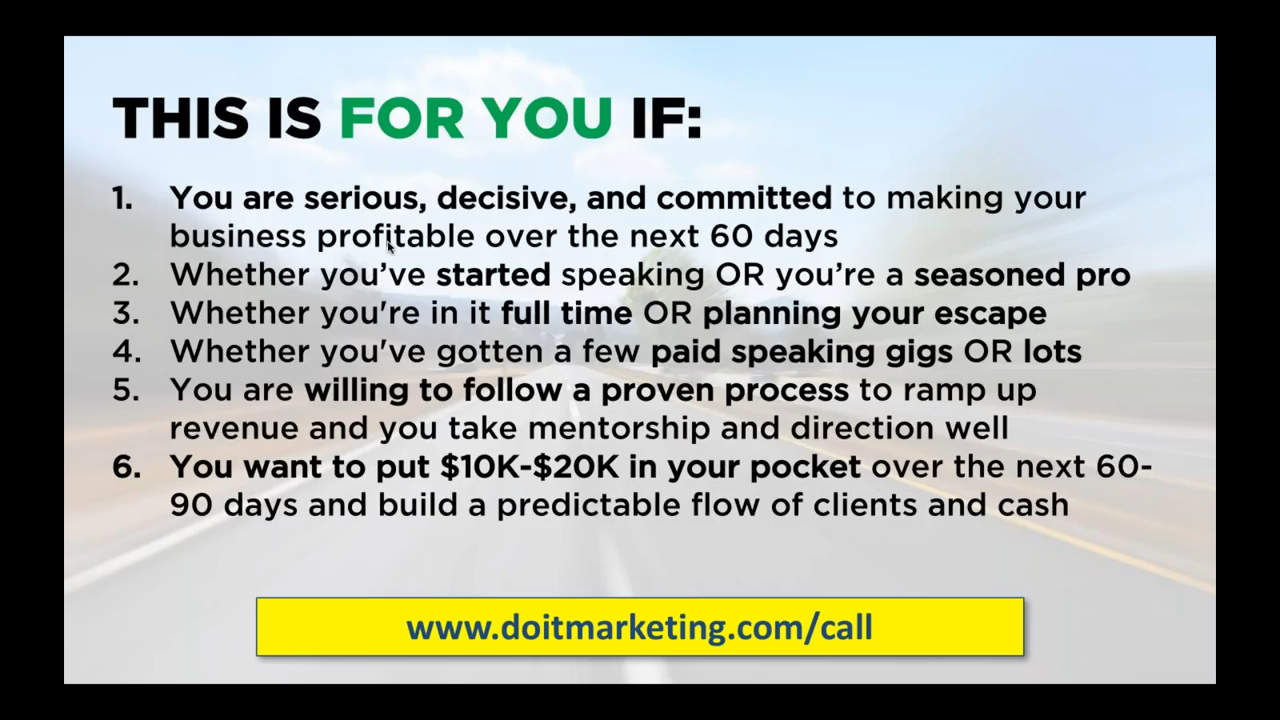 THIS IS FOR YOU IF:
1. You are serious, decisive, and committed to making your
business profitable over the next 60 days
2. Whether you’ve started speaking OR you’re a seasoned pro
3. Whether you're in it full time OR planning your escape
4. Whether you've gotten a few paid speaking gigs OR lots
5. You are willing to follow a proven process to ramp up
revenue and you take mentorship and direction well
6. You want to put $10K-$20K in your pocket over the next 60-
90 days and build a predictable flow of clients and cash
www.doitmarketing.com/call